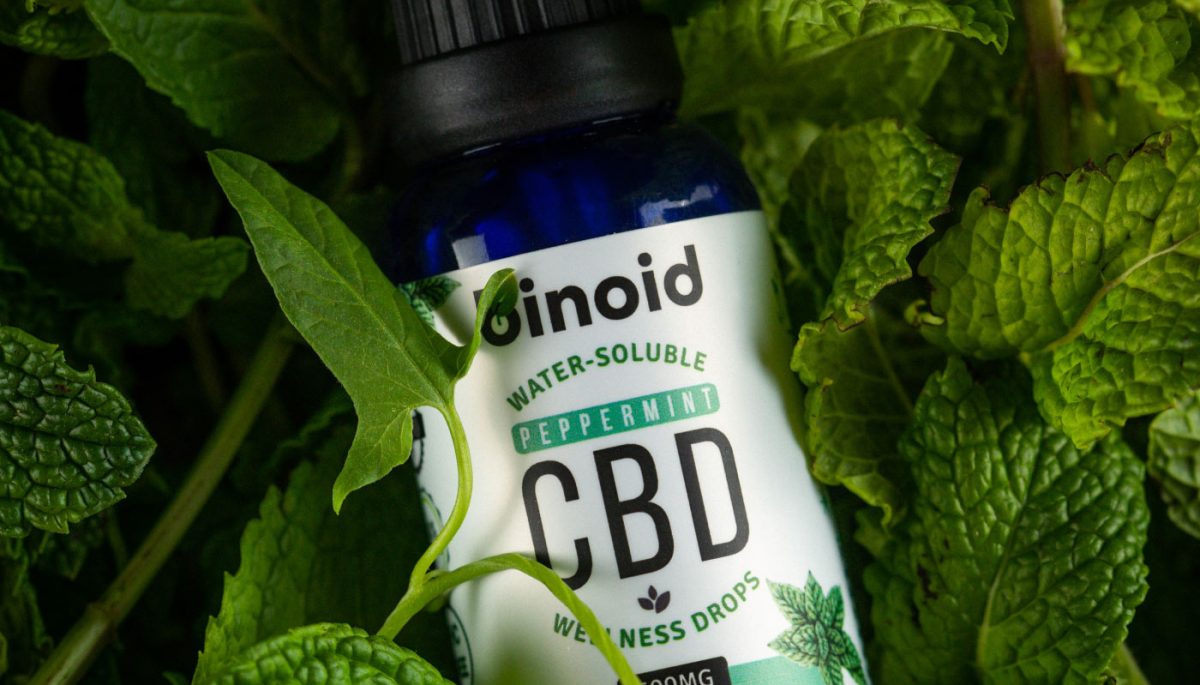 binoid
WATER-SOLUBLE
PEPPERMINT
CBD
WELLNESS DROPS